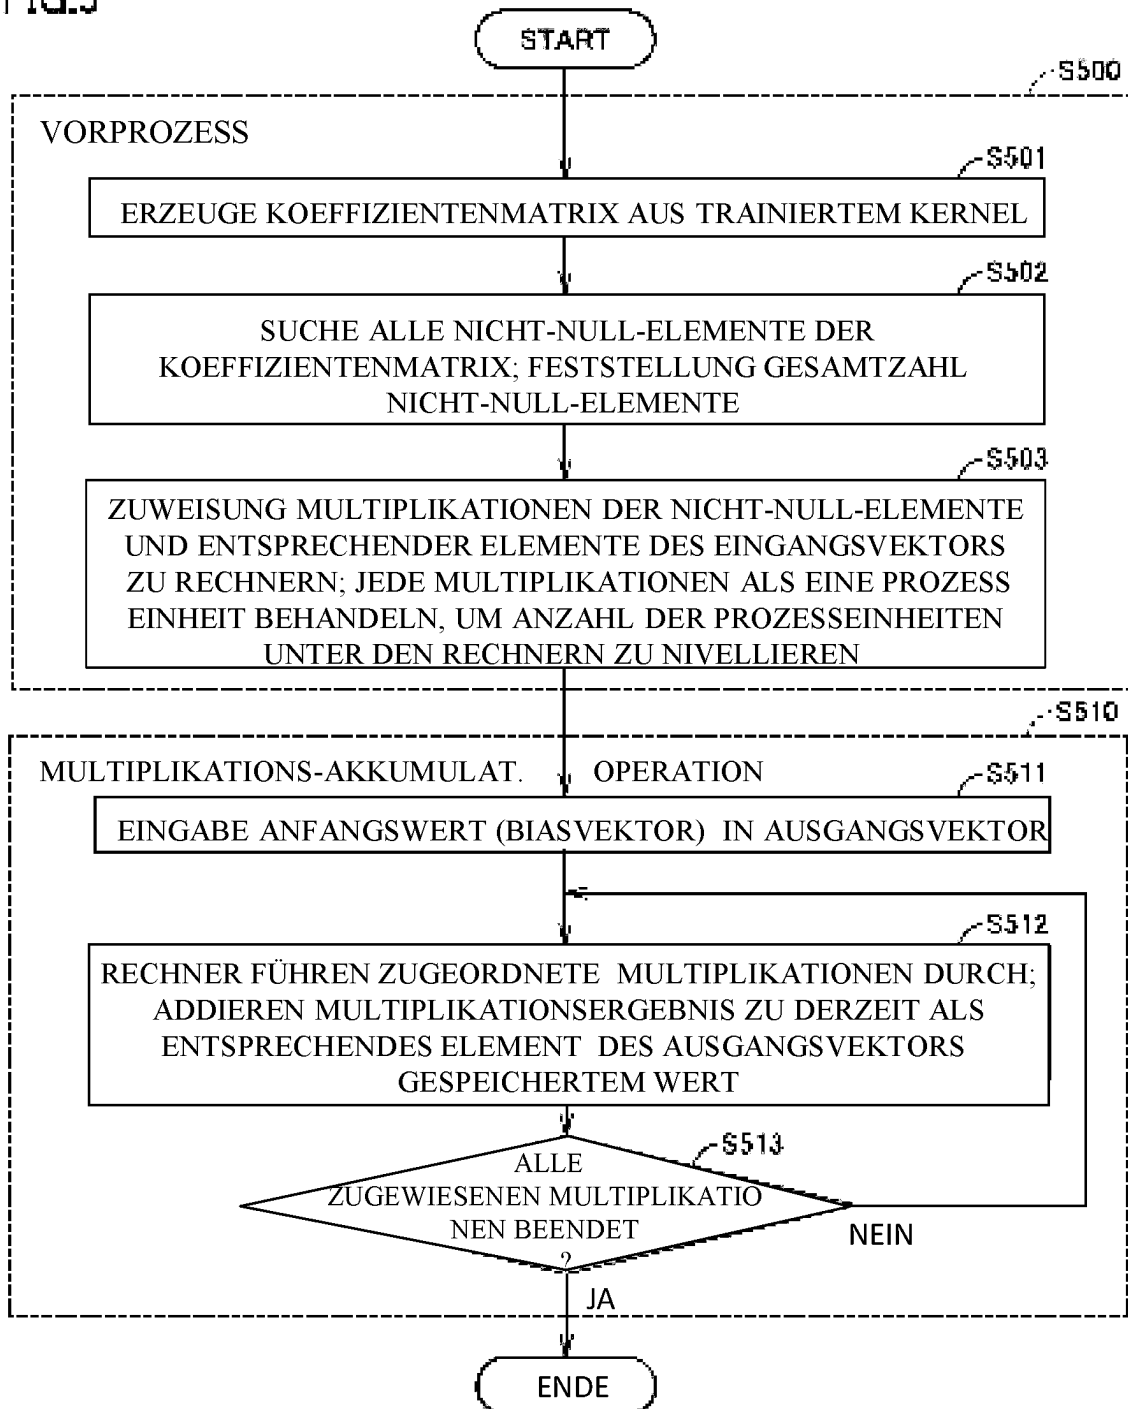 START
S500
VORPROZESS
S501
ERZEUGE KOEFFIZIENTENMATRIX AUS TRAINIERTEM KERNEL
S502
SUCHE ALLE NICHT-NULL-ELEMENTE DER
KOEFFIZIENTENMATRIX; FESTSTELLUNG GESAMTZAHL
NICHT-NULL-ELEMENTE
S503
ZUWEISUNG MULTIPLIKATIONEN DER NICHT-NULL-ELEMENTE
UND ENTSPRECHENDER ELEMENTE DES EINGANGSVEKTORS
ZU RECHNERN; JEDE MULTIPLIKATIONEN ALS EINE PROZESS
EINHEIT BEHANDELN, UM ANZAHL DER PROZESSEINHEITEN
UNTER DEN RECHNERN ZU NIVELLIEREN
S510
MULTIPLIKATIONS-AKKUMULAT. OPERATION
S511
EINGABE ANFANGSWERT (BIASVEKTOR) IN AUSGANGSVEKTOR
S512
RECHNER FÜHREN ZUGEORDNETE MULTIPLIKATIONEN DURCH;
ADDIEREN MULTIPLIKATIONSERGEBNIS ZU DERZEIT ALS
ENTSPRECHENDES ELEMENT DES AUSGANGSVEKTORS
GESPEICHERTEM WERT
S513
ALLE
ZUGEWIESENEN MULTIPLIKATIO
NEN BEENDET
?
NEIN
JA
ENDE